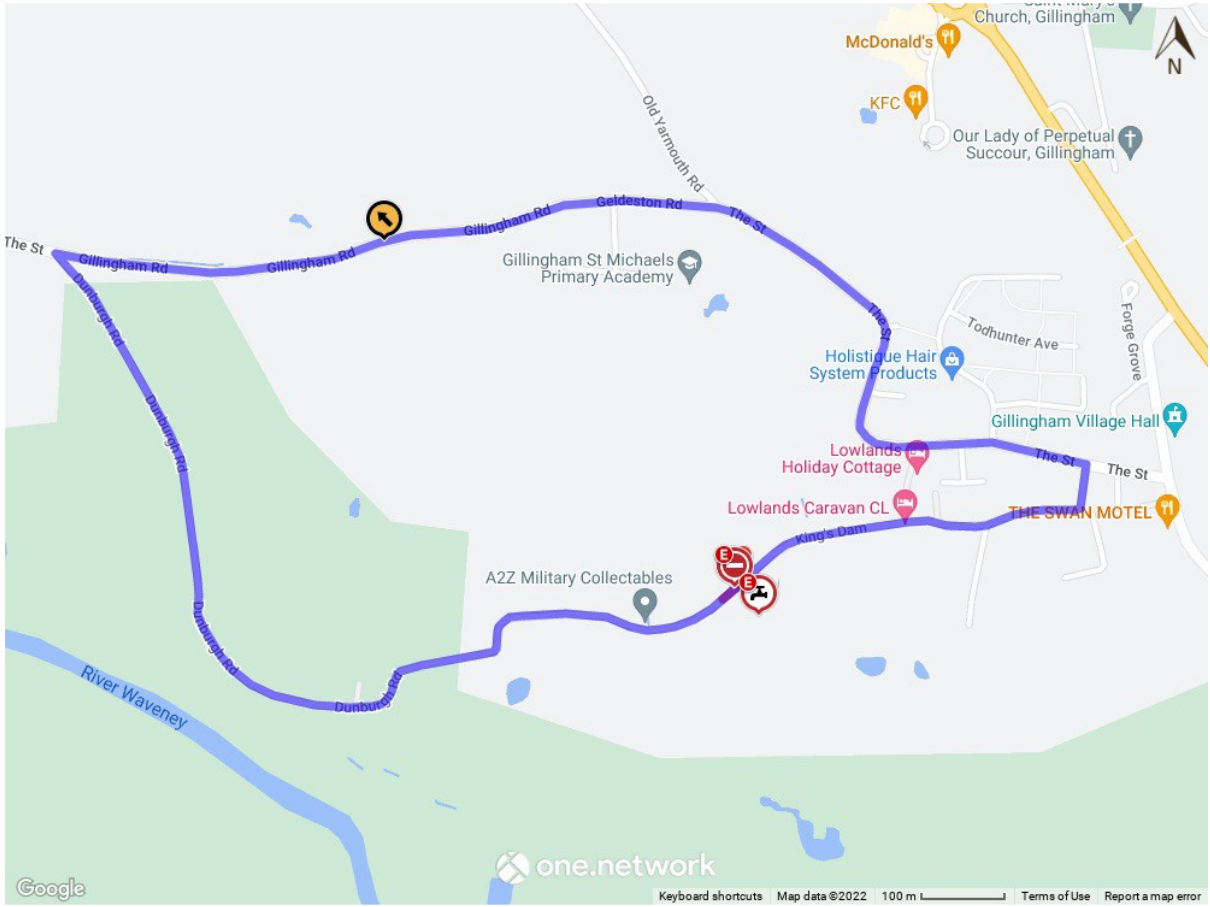 Saint Mary's
Church, Gillingham
McDonald's
N
KFC
Old Yarmouth Rd
Our Lady of Perpetual
Succour, Gillingham
Geldeston Rd
Gillingham Rd
The St
The St
Gillingham Rd
Gillingham Rd
Gillingham St Michaels
Primary Academy
Dunburgh Rd
The St
Todhunter Ave
Forge Grove
Holistique Hair
System Products
Dunburgh Rd
Gillingham Village Hall
Lowlands
Holiday Cottage
The St
The St
Lowlands Caravan CL
THE SWAN MOTEL
King's Dam
E
E
A2Z Military Collectables
Dunburgh Rd
River Waveney
Dunburgh Rd
one.network
Google
Keyboard shortcuts Map data ©2022 100 m Terms of Use Report a map error